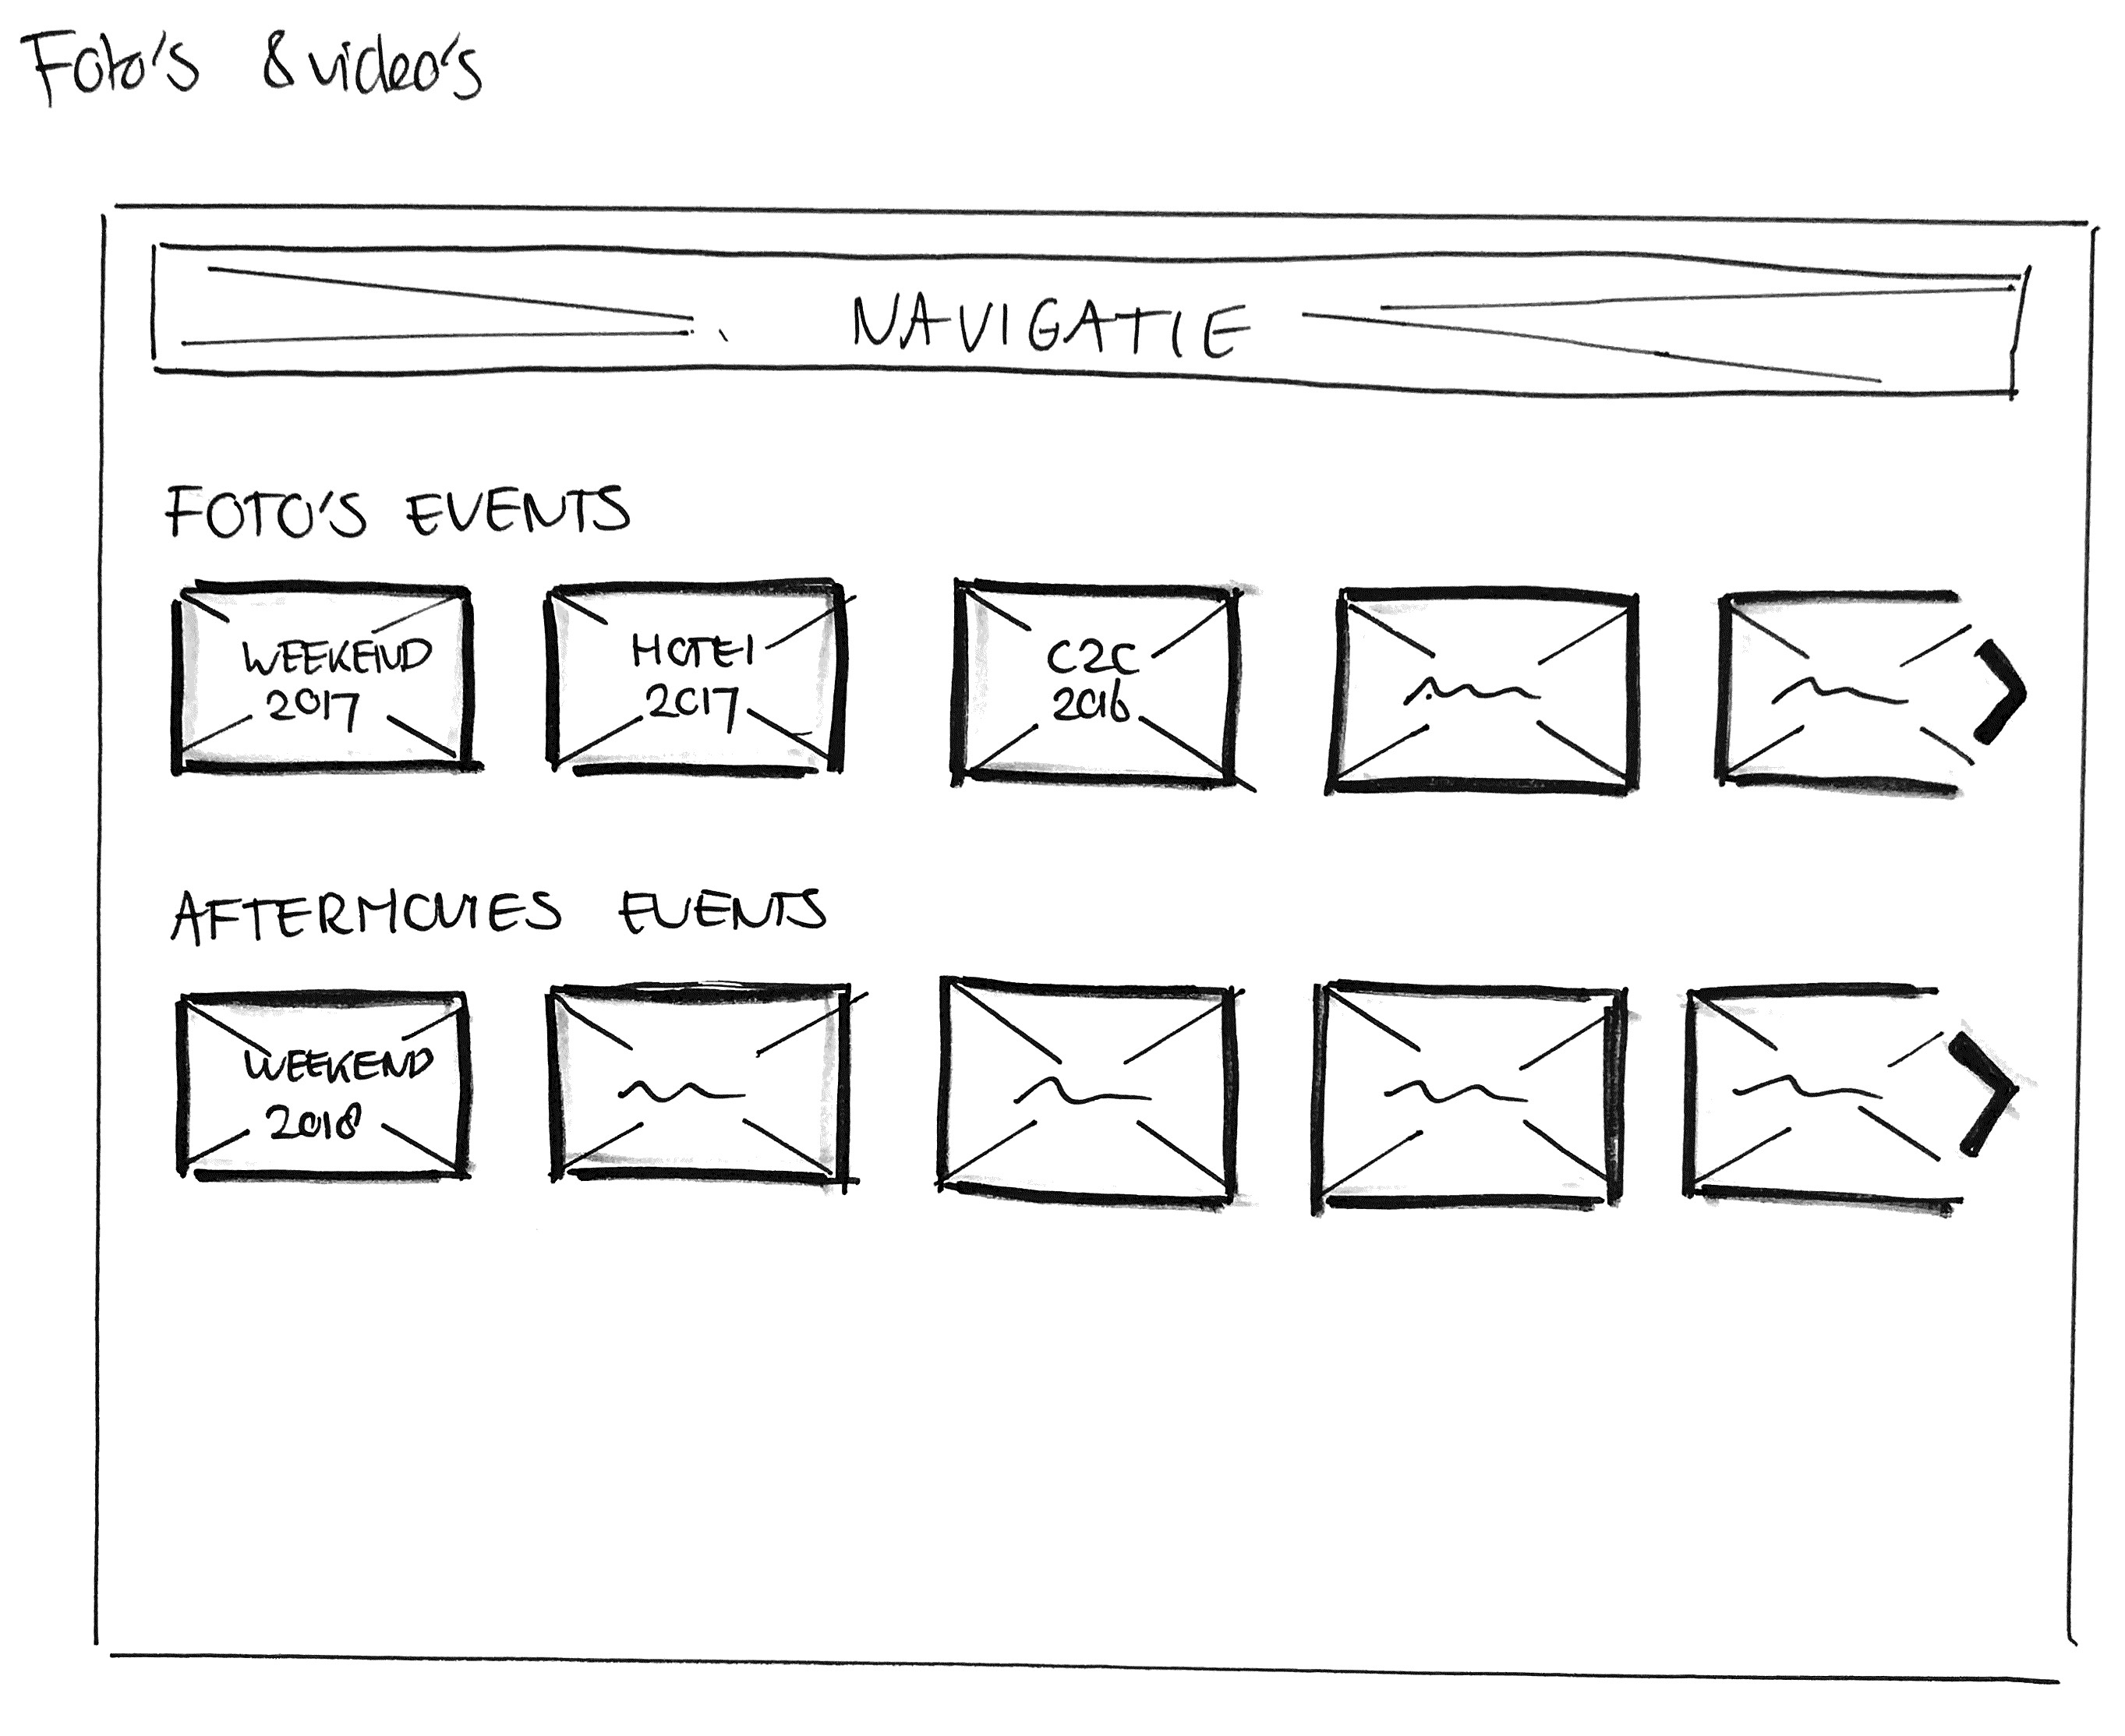 Foto's & video's
NAVIGATIE
FOTO'S EVENTS
WEEKEND
2017
HOTEl
2017
C2C
2016
AFTERMOVIES EVENTS
WEEKEND
2018